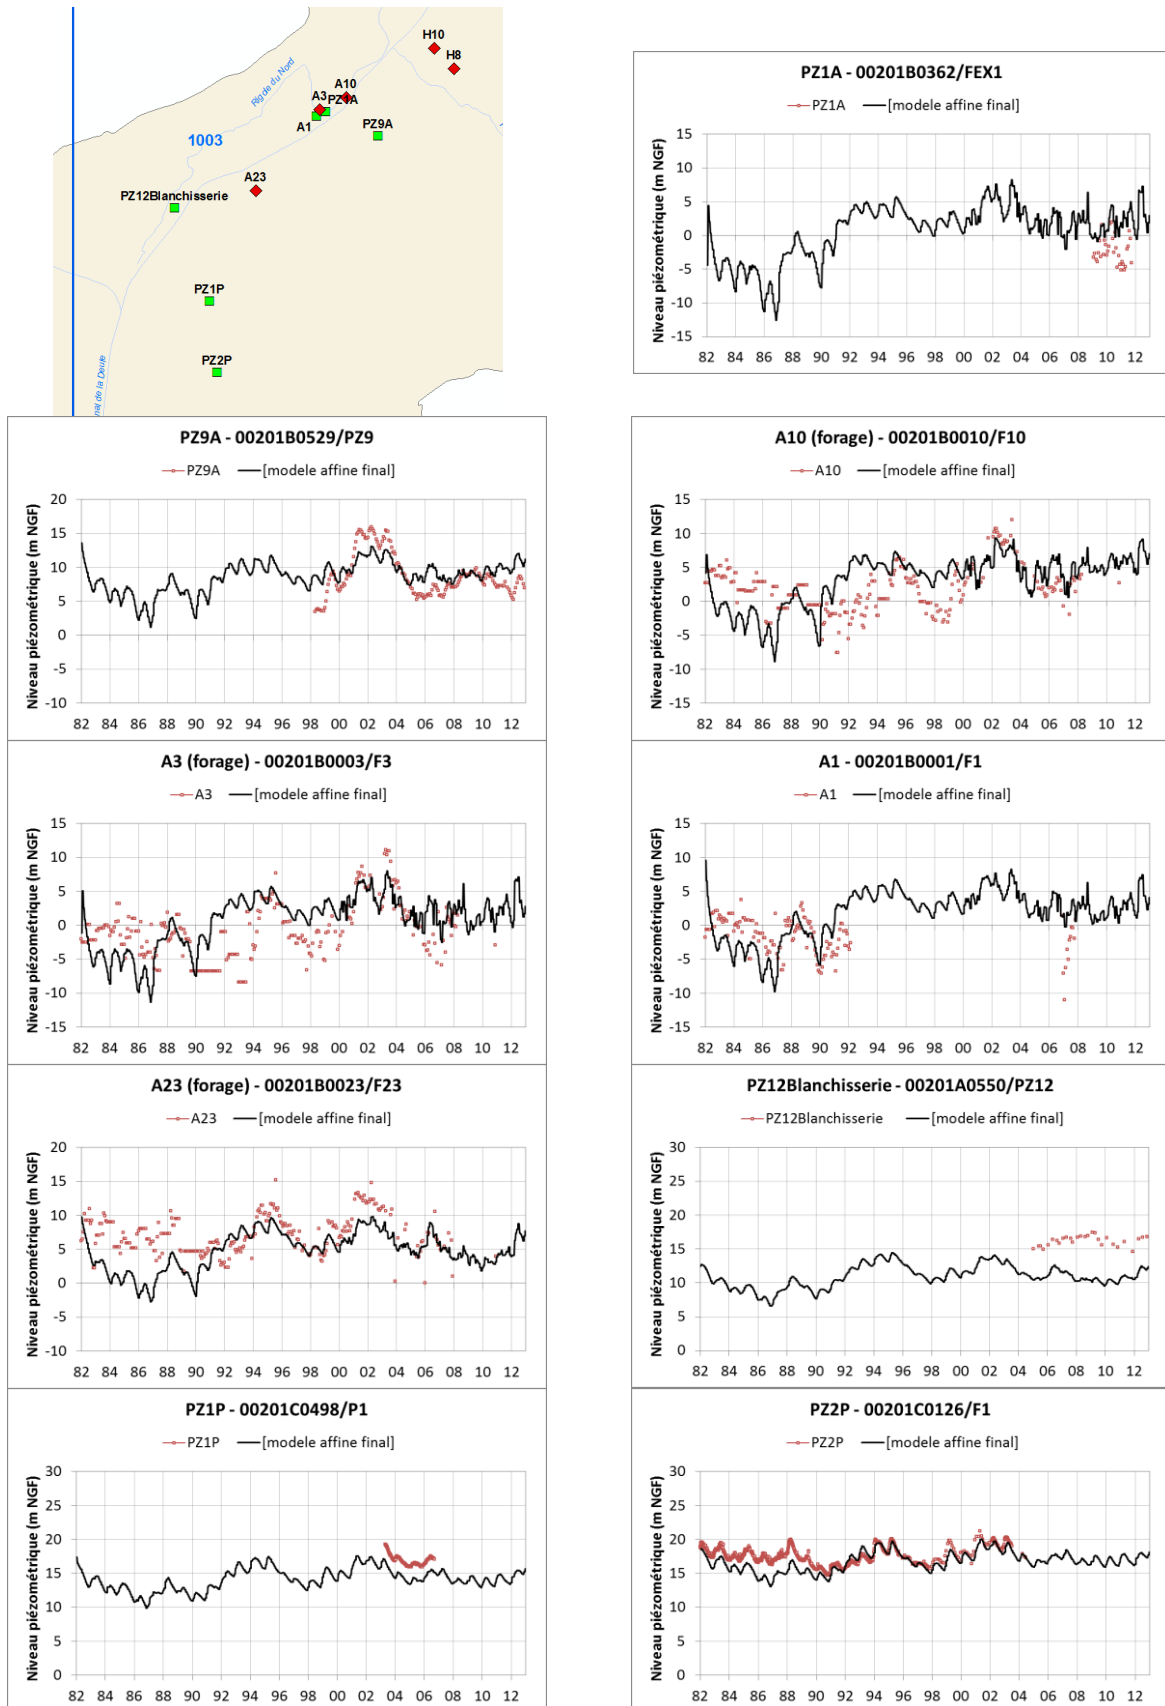 H10
H8
Rig de du Nord
A10
A3
PZ1A
A1
PZ9A
1003
A23
PZ12Blanchisserie
PZ1P
PZ2P
nal de la Deule
PZ1A - 00201B0362/FEX1
PZ1A [modele affine final]
Niveau piézométrique (m NGF)
15
10
5
0
-5
-10
-15
82 84 86 88 90 92 94 96 98 00 02 04 06 08 10 12
PZ9A - 00201B0529/PZ9
PZ9A [modele affine final]
Niveau piézométrique (m NGF)
20
15
10
5
0
-5
-10
82 84 86 88 90 92 94 96 98 00 02 04 06 08 10 12
A10 (forage) - 00201B0010/F10
A10 [modele affine final]
Niveau piézométrique (m NGF)
15
10
5
0
-5
-10
-15
82 84 86 88 90 92 94 96 98 00 02 04 06 08 10 12
A3 (forage) - 00201B0003/F3
A3 [modele affine final]
Niveau piézométrique (m NGF)
15
10
5
0
-5
-10
-15
82 84 86 88 90 92 94 96 98 00 02 04 06 08 10 12
A1 - 00201B0001/F1
A1 [modele affine final]
Niveau piézométrique (m NGF)
15
10
5
0
-5
-10
-15
82 84 86 88 90 92 94 96 98 00 02 04 06 08 10 12
A23 (forage) - 00201B0023/F23
A23 [modele affine final]
Niveau piézométrique (m NGF)
20
15
10
5
0
-5
-10
82 84 86 88 90 92 94 96 98 00 02 04 06 08 10 12
PZ12Blanchisserie - 00201A0550/PZ12
PZ12Blanchisserie [modele affine final]
Niveau piézométrique (m NGF)
30
25
20
15
10
5
0
82 84 86 88 90 92 94 96 98 00 02 04 06 08 10 12
PZ1P - 00201C0498/P1
PZ1P [modele affine final]
Niveau piézométrique (m NGF)
30
25
20
15
10
5
0
82 84 86 88 90 92 94 96 98 00 02 04 06 08 10 12
PZ2P - 00201C0126/F1
PZ2P [modele affine final]
Niveau piézométrique (m NGF)
30
25
20
15
10
5
0
82 84 86 88 90 92 94 96 98 00 02 04 06 08 10 12